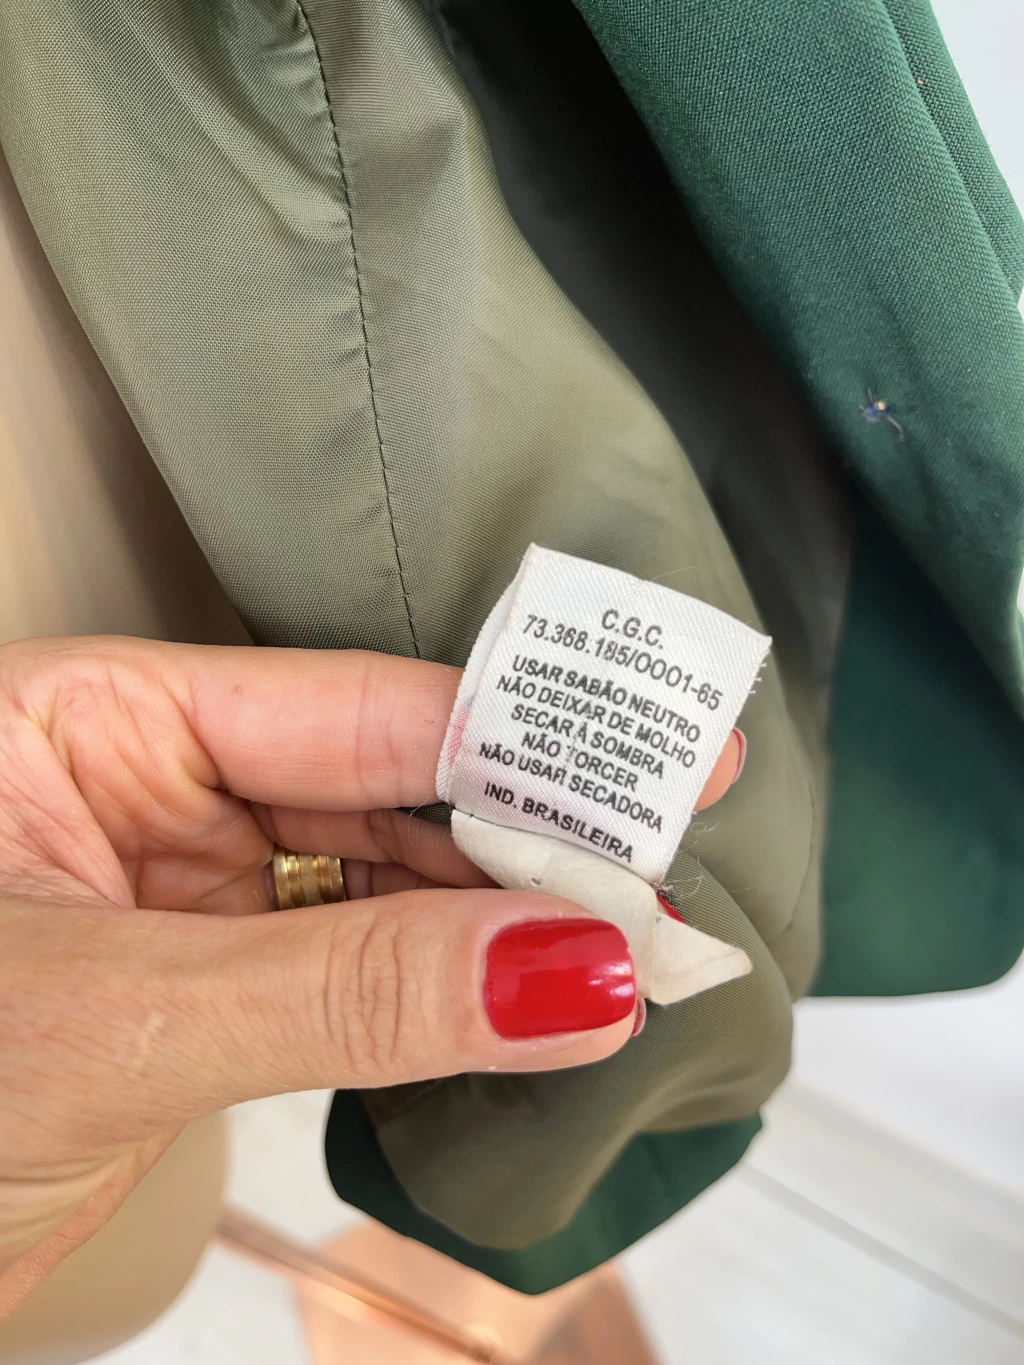 C.G.C.
73.368.185/0001-65
USAR SABÃO NEUTRO
NÃO DEIXAR DE MOLHO
SECAR À SOMBRA
NÃO TORCER
NÃO USAR SECADORA
IND. BRASILEIRA